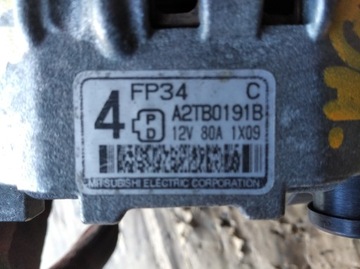 FP34 C
4 P D A2TB0191B
12V 80A 1X09
MITSUBISHI ELECTRIC CORPORATION